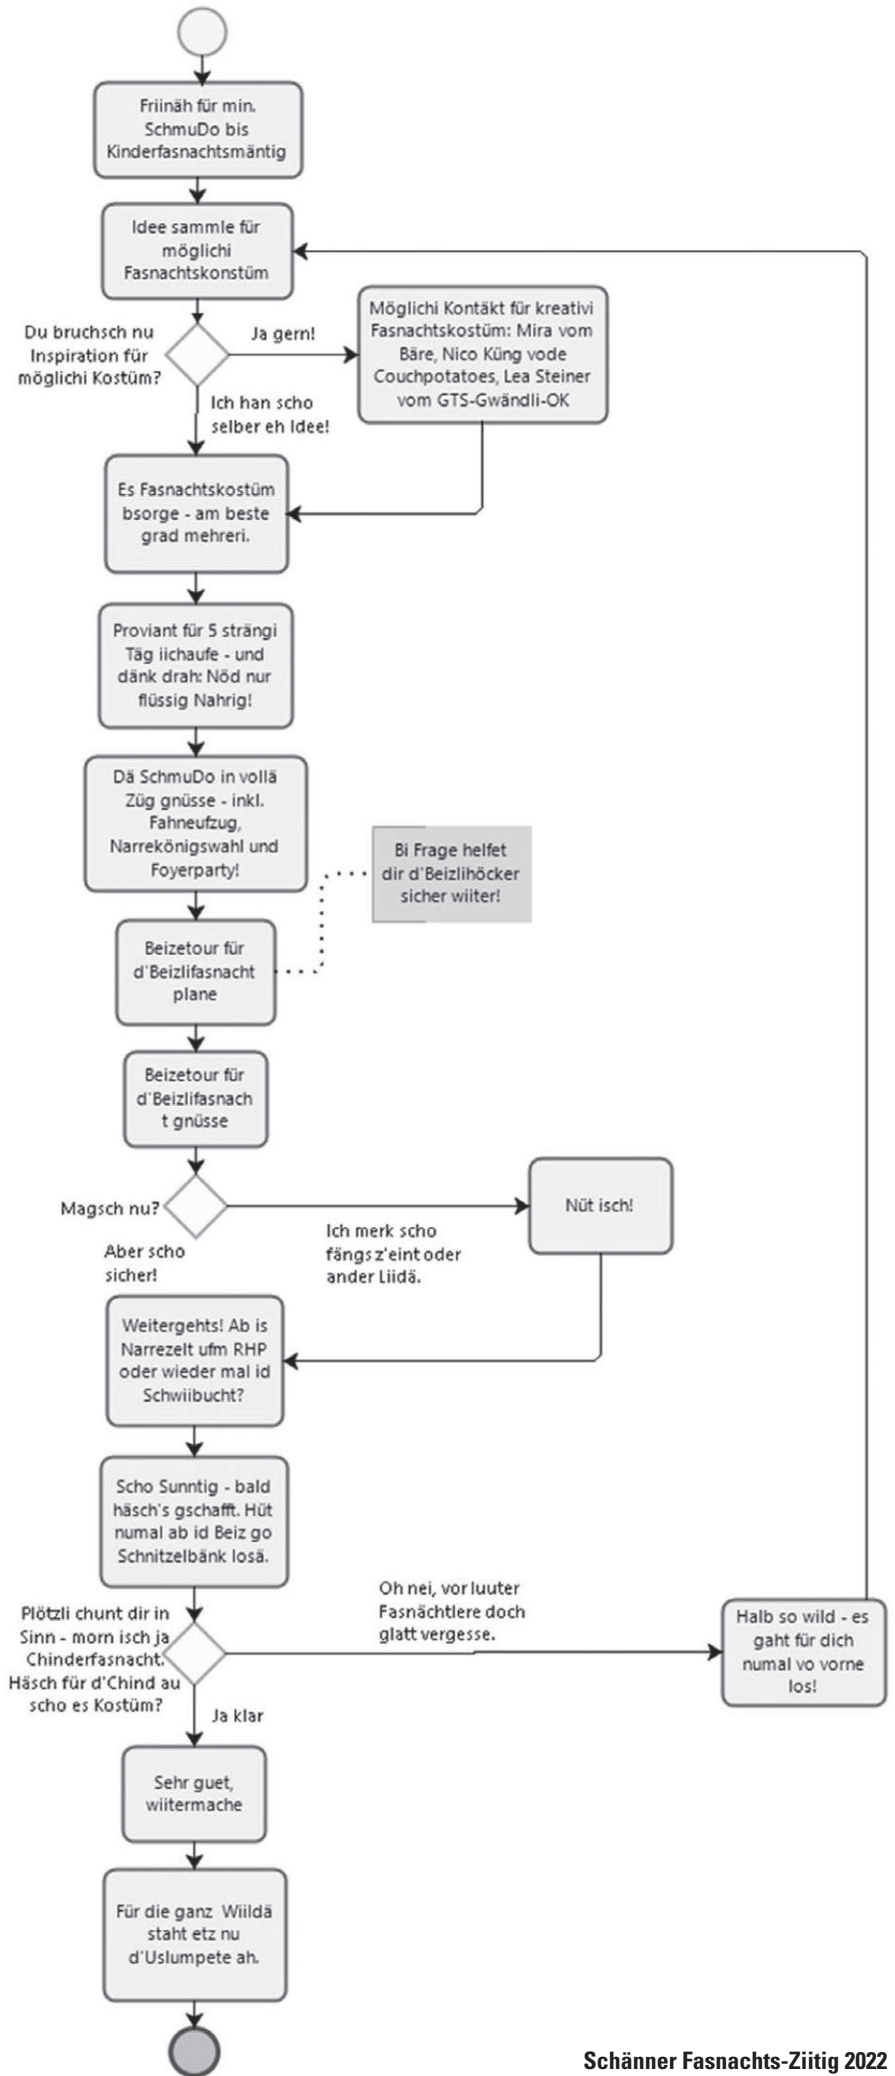 Friinäh für min.
SchmuDo bis
Kinderfasnachtsmäntig
Idee sammle für
möglichi
Fasnachtskonstüm
Du bruchsch nu
Inspiration für
möglichi Kostüm?
Ja gern!
Möglichi Kontäkt für kreativi
Fasnachtskostüm: Mira vom
Bäre, Nico Küng vode
Couchpotatoes, Lea Steiner
vom GTS-Gwändli-OK
Ich han scho
selber eh Idee!
Es Fasnachtskostüm
bsorge - am beste
grad mehreri.
Proviant für 5 strängi
Täg iichaufe - und
dänk drah: Nöd nur
flüssig Nahrig!
Dä SchmuDo in vollä
Züg gnüsse - inkl.
Fahneufzug,
Narrekönigswahl und
Foyerparty!
Bi Frage helfet
dir d'Beizlihöcker
sicher wiiter!
Beizetour für
d'Beizlifasnacht
plane
Beizetour für
d'Beizlifasnach
t gnüsse
Magsch nu?
Nüt isch!
Ich merk scho
fängs z'eint oder
ander Liidä.
Aber scho
sicher!
Weitergehts! Ab is
Narrezelt ufm RHP
oder wieder mal id
Schwiibucht?
Scho Sunntig - bald
häsch's gschafft. Hüt
numal ab id Beiz go
Schnitzelbänk losä.
Plötzli chunt dir in
Sinn - morn isch ja
Chinderfasnacht.
Häsch für d'Chind au
scho es Kostüm?
Oh nei, vor luuter
Fasnächtlere doch
glatt vergesse.
Halb so wild - es
gaht für dich
numal vo vorne
los!
Ja klar
Sehr guet,
wiitermache
Für die ganz Wiildä
staht etz nu
d'Uslumpete ah.
Schänner Fasnachts-Ziitig 2022